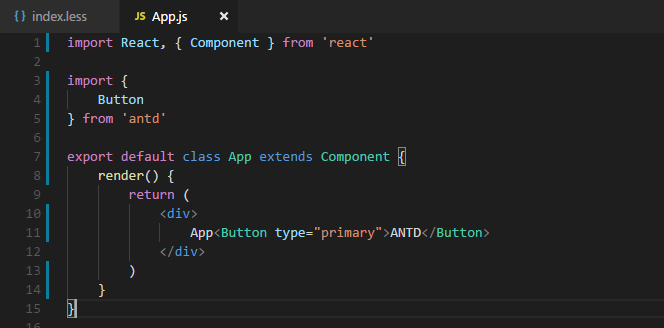 {} index.less JS App.js ×
1 import React, { Component } from 'react'
2
3 import {
4     Button
5 } from 'antd'
6
7 export default class App extends Component {
8     render() {
9         return (
10             <div>
11                 App<Button type="primary">ANTD</Button>
12             </div>
13         )
14     }
15 }
16